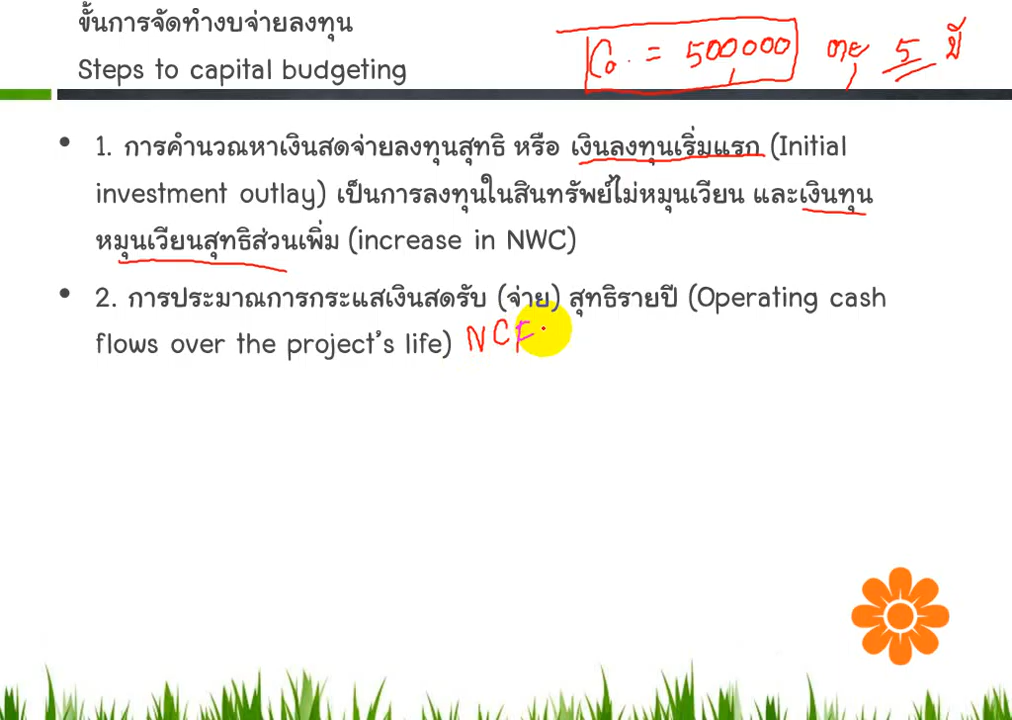 ขั้นการจัดทำงบจ่ายลงทุน
Steps to capital budgeting
C₀ = 500000 อายุ 5 ปี
• 1. การคำนวณหาเงินสดจ่ายลงทุนสุทธิ หรือ เงินลงทุนเริ่มแรก (Initial
investment outlay) เป็นการลงทุนในสินทรัพย์ไม่หมุนเวียน และเงินทุน
หมุนเวียนสุทธิส่วนเพิ่ม (increase in NWC)
• 2. การประมาณการกระแสเงินสดรับ (จ่าย) สุทธิรายปี (Operating cash
flows over the project's life) NCF